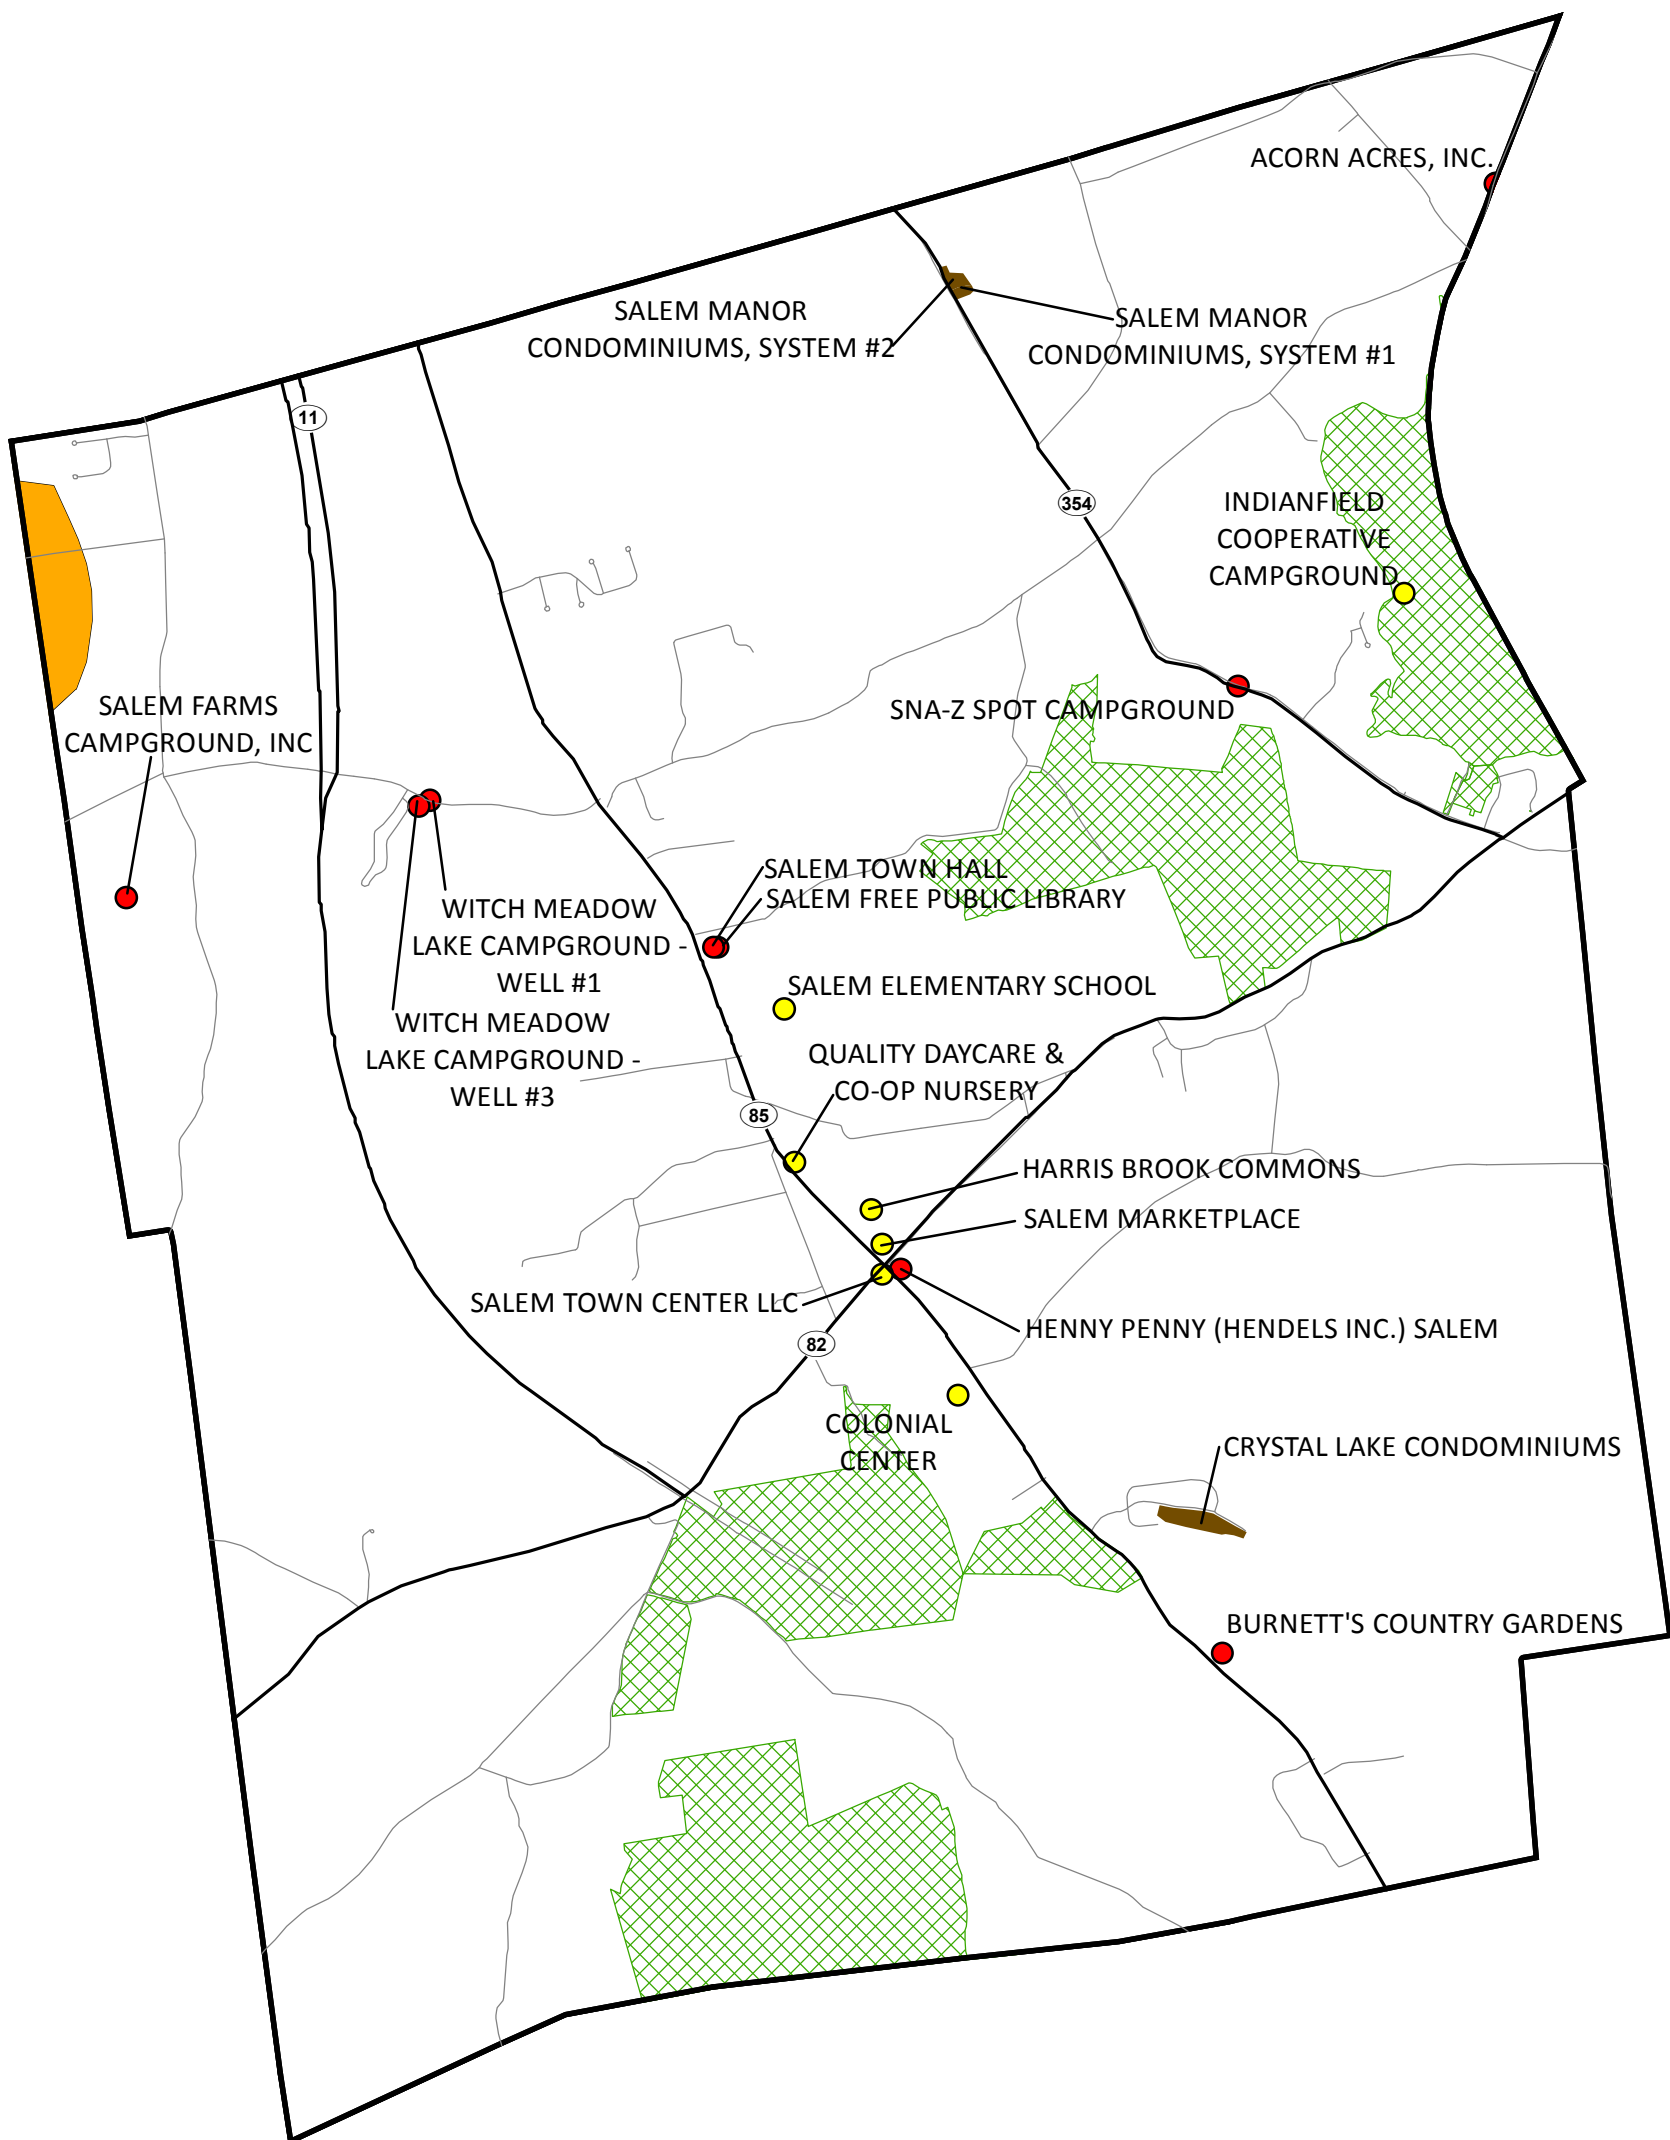 ACORN ACRES, INC.
SALEM MANOR
CONDOMINIUMS, SYSTEM #2
SALEM MANOR
CONDOMINIUMS, SYSTEM #1
11
354
INDIANFIELD
COOPERATIVE
CAMPGROUND
SALEM FARMS
CAMPGROUND, INC
SNA-Z SPOT CAMPGROUND
SALEM TOWN HALL
SALEM FREE PUBLIC LIBRARY
WITCH MEADOW
LAKE CAMPGROUND -
WELL #1
SALEM ELEMENTARY SCHOOL
WITCH MEADOW
LAKE CAMPGROUND -
WELL #3
QUALITY DAYCARE &
CO-OP NURSERY
85
HARRIS BROOK COMMONS
SALEM MARKETPLACE
SALEM TOWN CENTER LLC
HENNY PENNY (HENDELS INC.) SALEM
82
COLONIAL
CENTER
CRYSTAL LAKE CONDOMINIUMS
BURNETT'S COUNTRY GARDENS